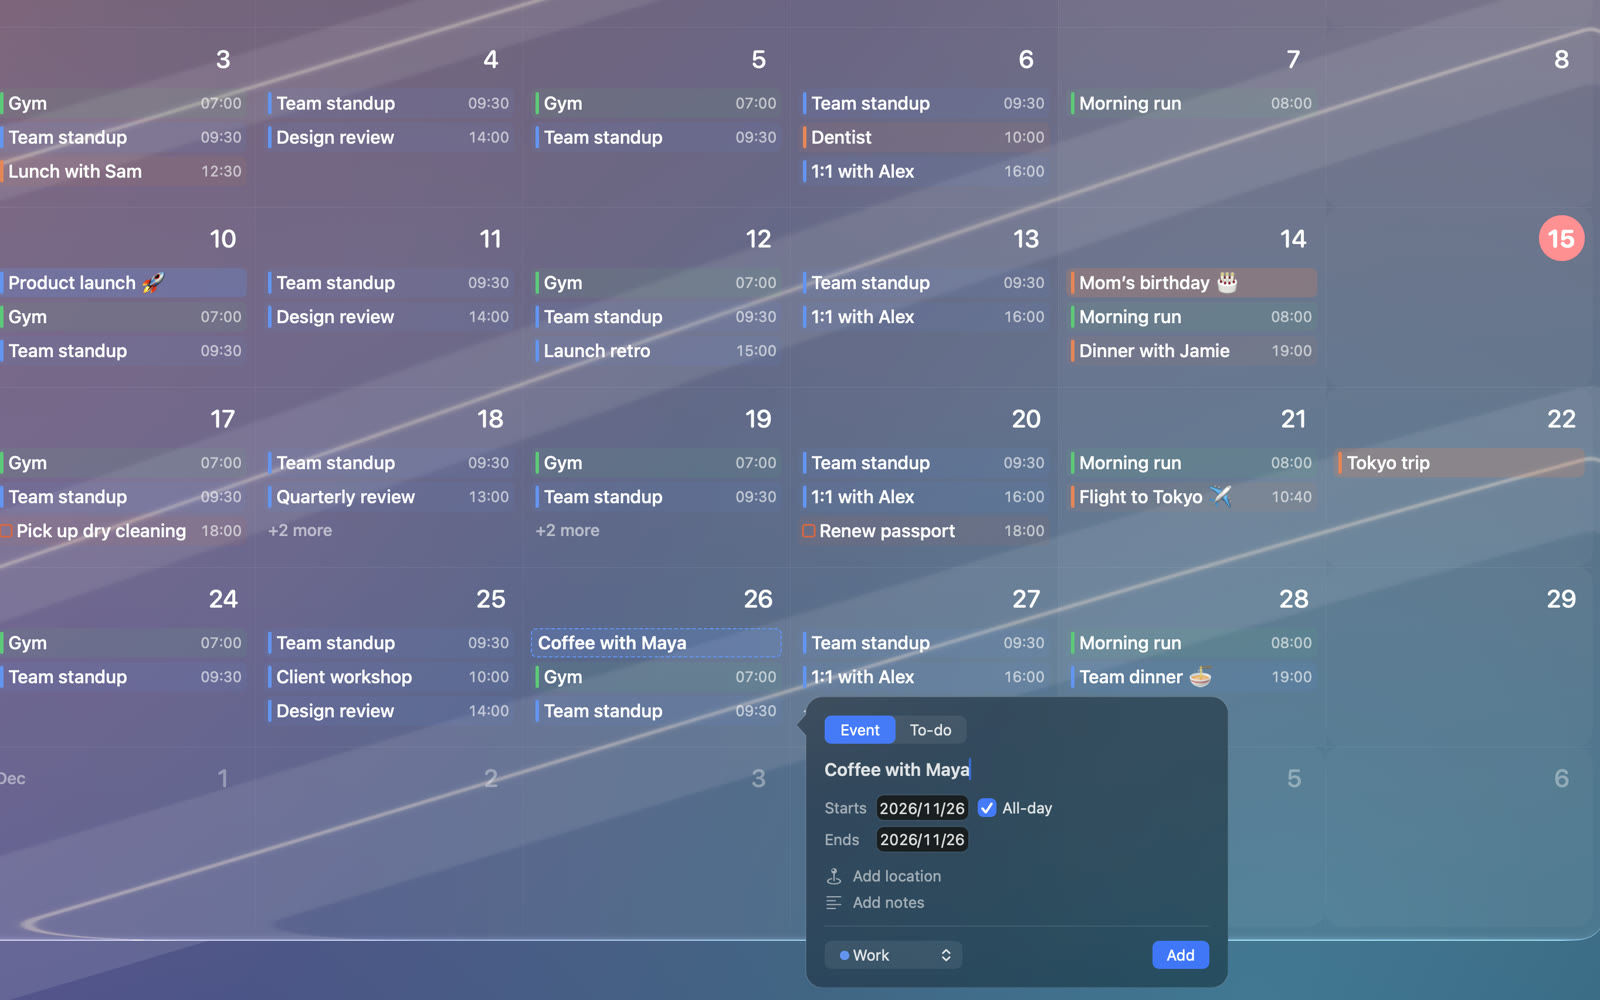 3 4 5 6 7 8
Gym 07:00 Team standup 09:30 Gym 07:00 Team standup 09:30 Morning run 08:00
Team standup 09:30 Design review 14:00 Team standup 09:30 Dentist 10:00
Lunch with Sam 12:30 1:1 with Alex 16:00
10 11 12 13 14 15
Product launch 🚀 Team standup 09:30 Gym 07:00 Team standup 09:30 Mom’s birthday 🎂
Gym 07:00 Design review 14:00 Team standup 09:30 1:1 with Alex 16:00 Morning run 08:00
Team standup 09:30 Launch retro 15:00 Dinner with Jamie 19:00
17 18 19 20 21 22
Gym 07:00 Team standup 09:30 Gym 07:00 Team standup 09:30 Morning run 08:00 Tokyo trip
Team standup 09:30 Quarterly review 13:00 Team standup 09:30 1:1 with Alex 16:00 Flight to Tokyo ✈️ 10:40
Pick up dry cleaning 18:00 +2 more +2 more Renew passport 18:00
24 25 26 27 28 29
Gym 07:00 Team standup 09:30 Coffee with Maya Team standup 09:30 Morning run 08:00
Team standup 09:30 Client workshop 10:00 Gym 07:00 1:1 with Alex 16:00 Team dinner 🍜 19:00
Design review 14:00 Team standup 09:30
Dec 1 2 3 5 6
Event To-do
Coffee with Maya
Starts 2026/11/26 All-day
Ends 2026/11/26
Add location
Add notes
Work Add